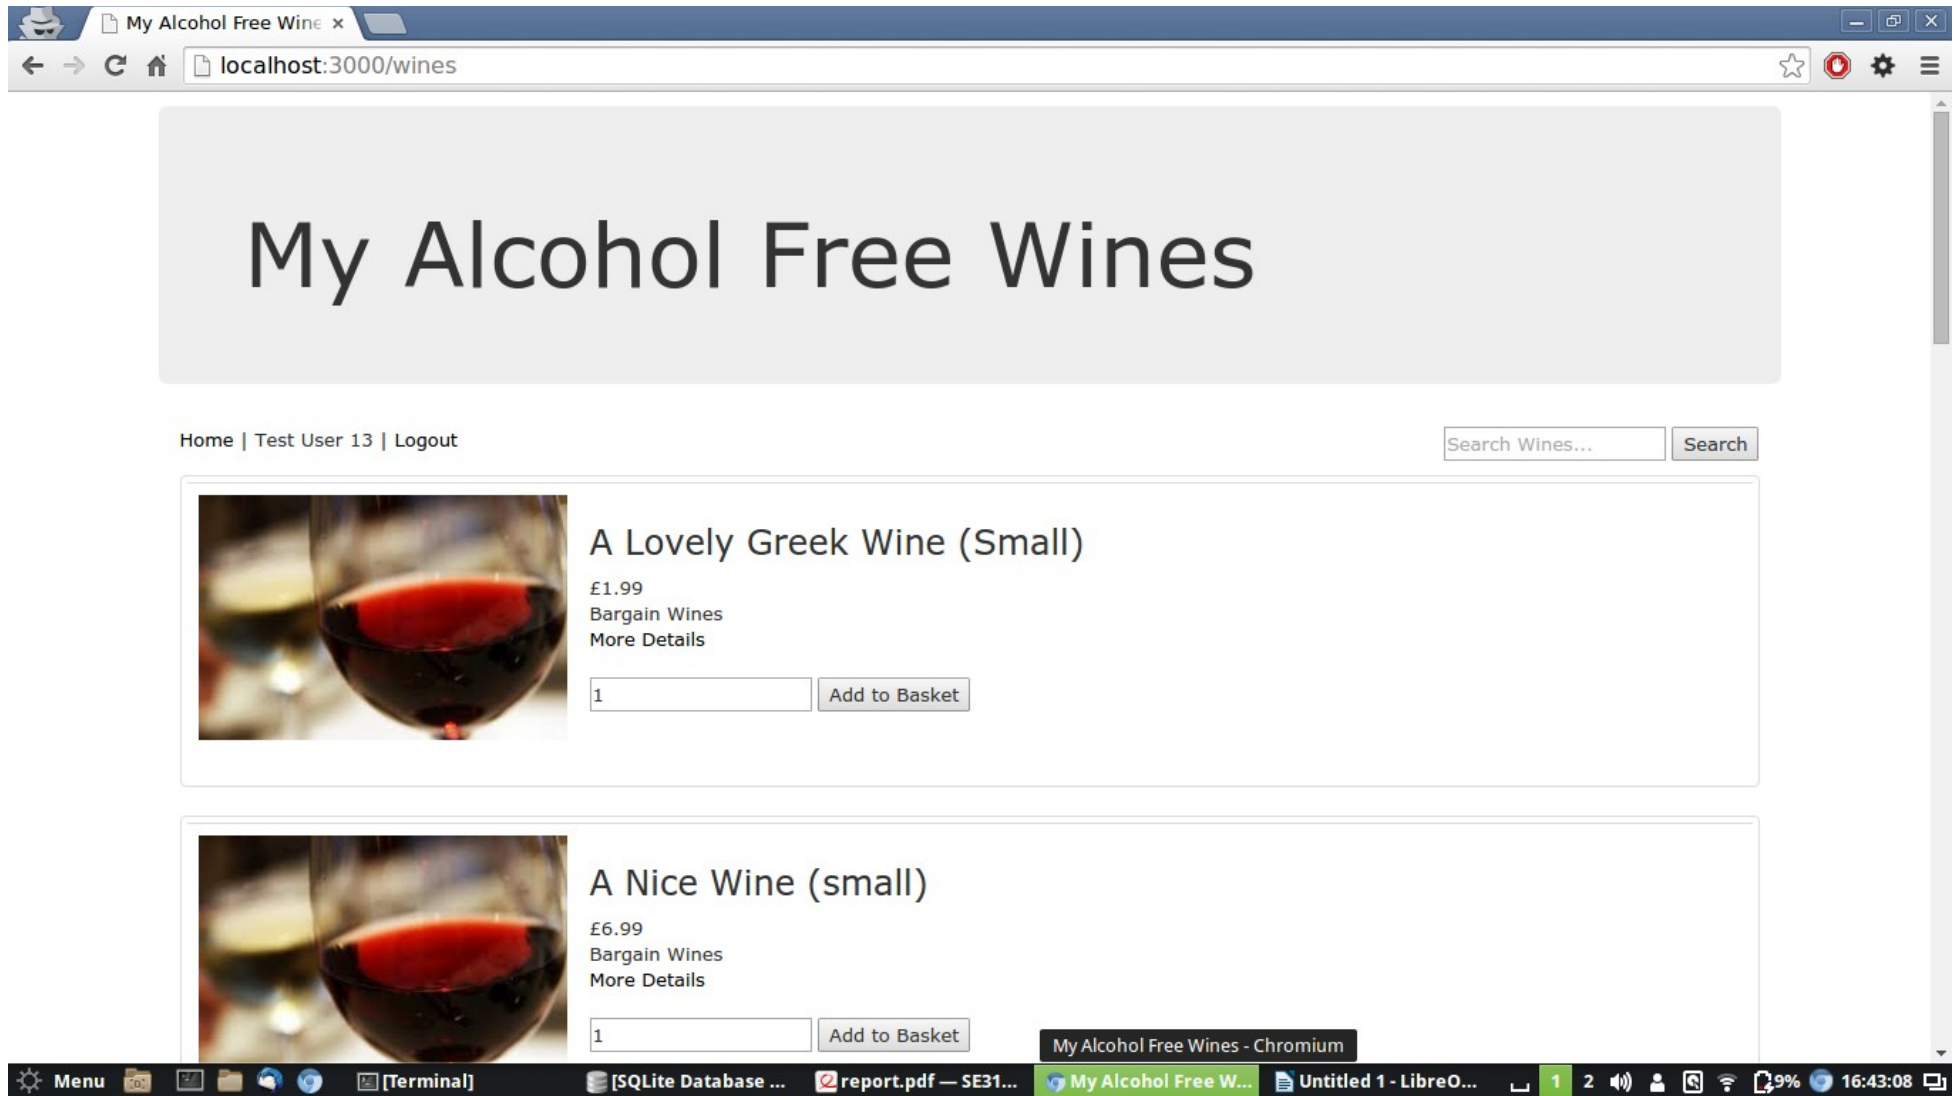 My Alcohol Free Wine
localhost:3000/wines
My Alcohol Free Wines
Home | Test User 13 | Logout
Search Wines...
Search
A Lovely Greek Wine (Small)
£1.99
Bargain Wines
More Details
1
Add to Basket
A Nice Wine (small)
£6.99
Bargain Wines
More Details
1
Add to Basket
My Alcohol Free Wines - Chromium
Menu
[Terminal]
[SQLite Database ...
report.pdf — SE31...
My Alcohol Free W...
Untitled 1 - LibreO...
1
2
16:43:08